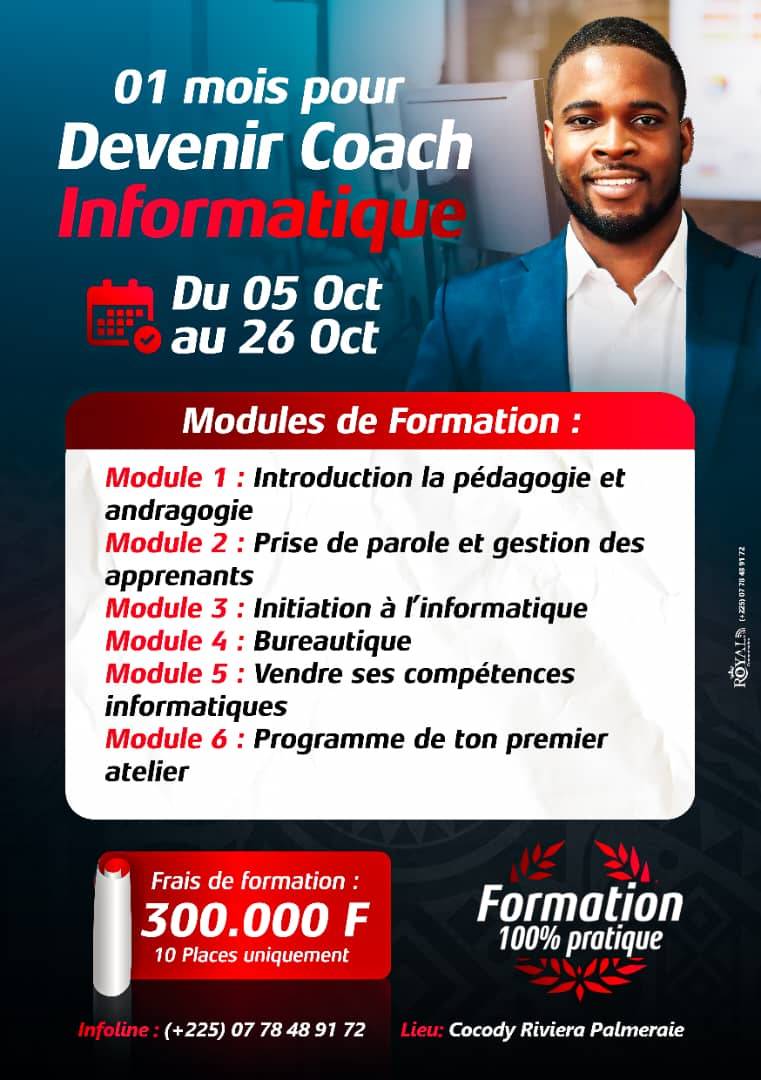 01 mois pour
Devenir Coach
Informatique
Du 05 Oct
au 26 Oct
Modules de Formation :
Module 1 : Introduction la pédagogie et
andragogie
Module 2 : Prise de parole et gestion des
apprenants
Module 3 : Initiation à l'informatique
Module 4 : Bureautique
Module 5 : Vendre ses compétences
informatiques
Module 6 : Programme de ton premier
atelier
(+225) 07 78 48 91 72
ROYAL
Frais de formation :
300.000 F
10 Places uniquement
Formation
100% pratique
Infoline : (+225) 07 78 48 91 72
Lieu: Cocody Riviera Palmeraie